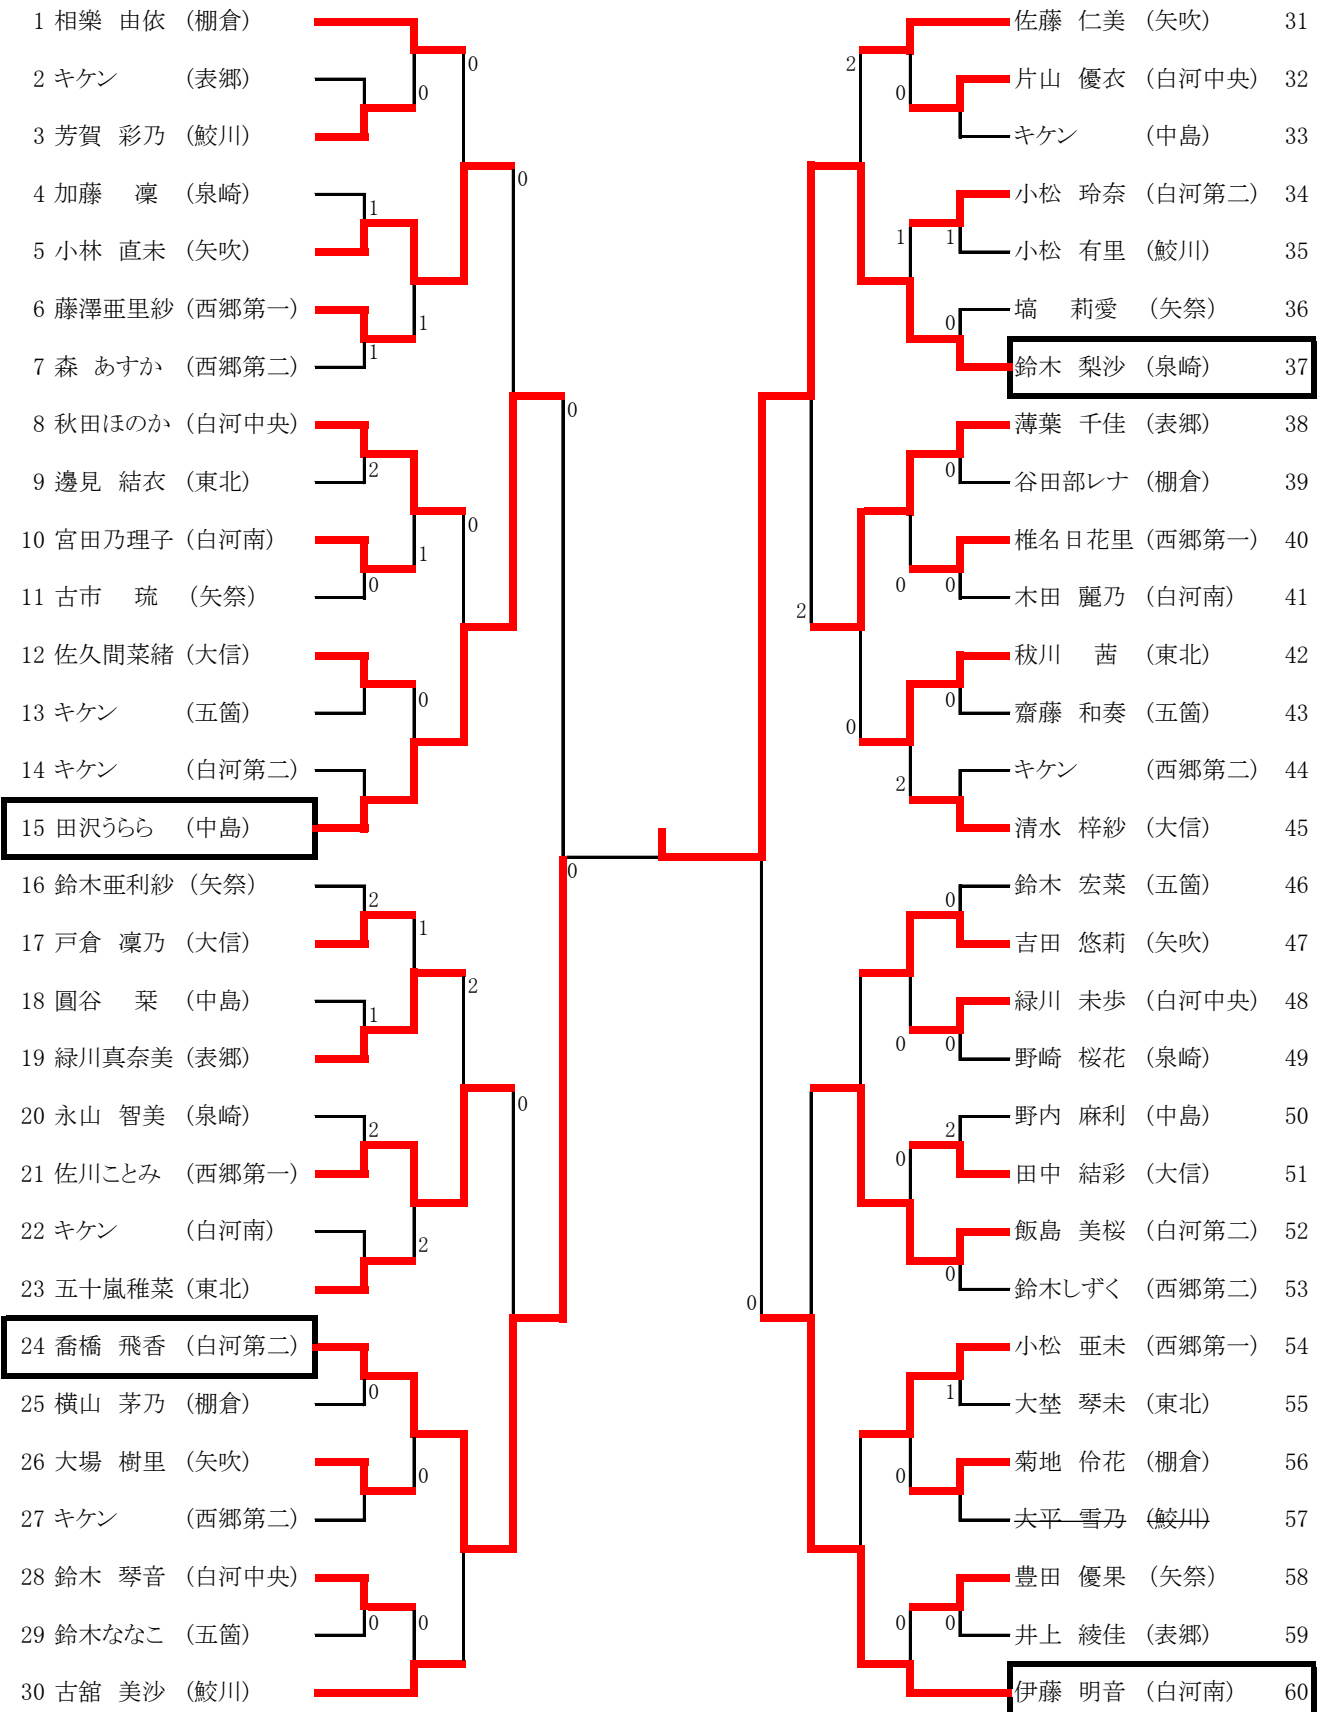 1 相樂 由依 (棚倉)
2 キケン (表郷)
3 芳賀 彩乃 (鮫川)
4 加藤 凜 (泉崎)
5 小林 直未 (矢吹)
6 藤澤亜里紗 (西郷第一)
7 森 あすか (西郷第二)
8 秋田ほのか (白河中央)
9 邊見 結衣 (東北)
10 宮田乃理子 (白河南)
11 古市 琉 (矢祭)
12 佐久間菜緒 (大信)
13 キケン (五箇)
14 キケン (白河第二)
15 田沢うらら (中島)
16 鈴木亜利紗 (矢祭)
17 戸倉 凜乃 (大信)
18 圓谷 栞 (中島)
19 緑川真奈美 (表郷)
20 永山 智美 (泉崎)
21 佐川ことみ (西郷第一)
22 キケン (白河南)
23 五十嵐稚菜 (東北)
24 喬橋 飛香 (白河第二)
25 横山 茅乃 (棚倉)
26 大場 樹里 (矢吹)
27 キケン (西郷第二)
28 鈴木 琴音 (白河中央)
29 鈴木ななこ (五箇)
30 古舘 美沙 (鮫川)
1
1
2
0
2
1
2
0
0
0
1
1
0
1
2
0
0
0
0
2
0
0
0
0
佐藤 仁美 (矢吹) 31
片山 優衣 (白河中央) 32
キケン (中島) 33
小松 玲奈 (白河第二) 34
小松 有里 (鮫川) 35
塙 莉愛 (矢祭) 36
鈴木 梨沙 (泉崎) 37
薄葉 千佳 (表郷) 38
谷田部レナ (棚倉) 39
椎名日花里 (西郷第一) 40
木田 麗乃 (白河南) 41
秡川 茜 (東北) 42
齋藤 和奏 (五箇) 43
キケン (西郷第二) 44
清水 梓紗 (大信) 45
鈴木 宏菜 (五箇) 46
吉田 悠莉 (矢吹) 47
緑川 未歩 (白河中央) 48
野崎 桜花 (泉崎) 49
野内 麻利 (中島) 50
田中 結彩 (大信) 51
飯島 美桜 (白河第二) 52
鈴木しずく (西郷第二) 53
小松 亜未 (西郷第一) 54
大埜 琴未 (東北) 55
菊地 伶花 (棚倉) 56
大平 雪乃 (鮫川) 57
豊田 優果 (矢祭) 58
井上 綾佳 (表郷) 59
伊藤 明音 (白河南) 60
2
0
1
1
0
0
0
0
2
0
0
2
0
0
0
2
0
0
0
1
0
0
0